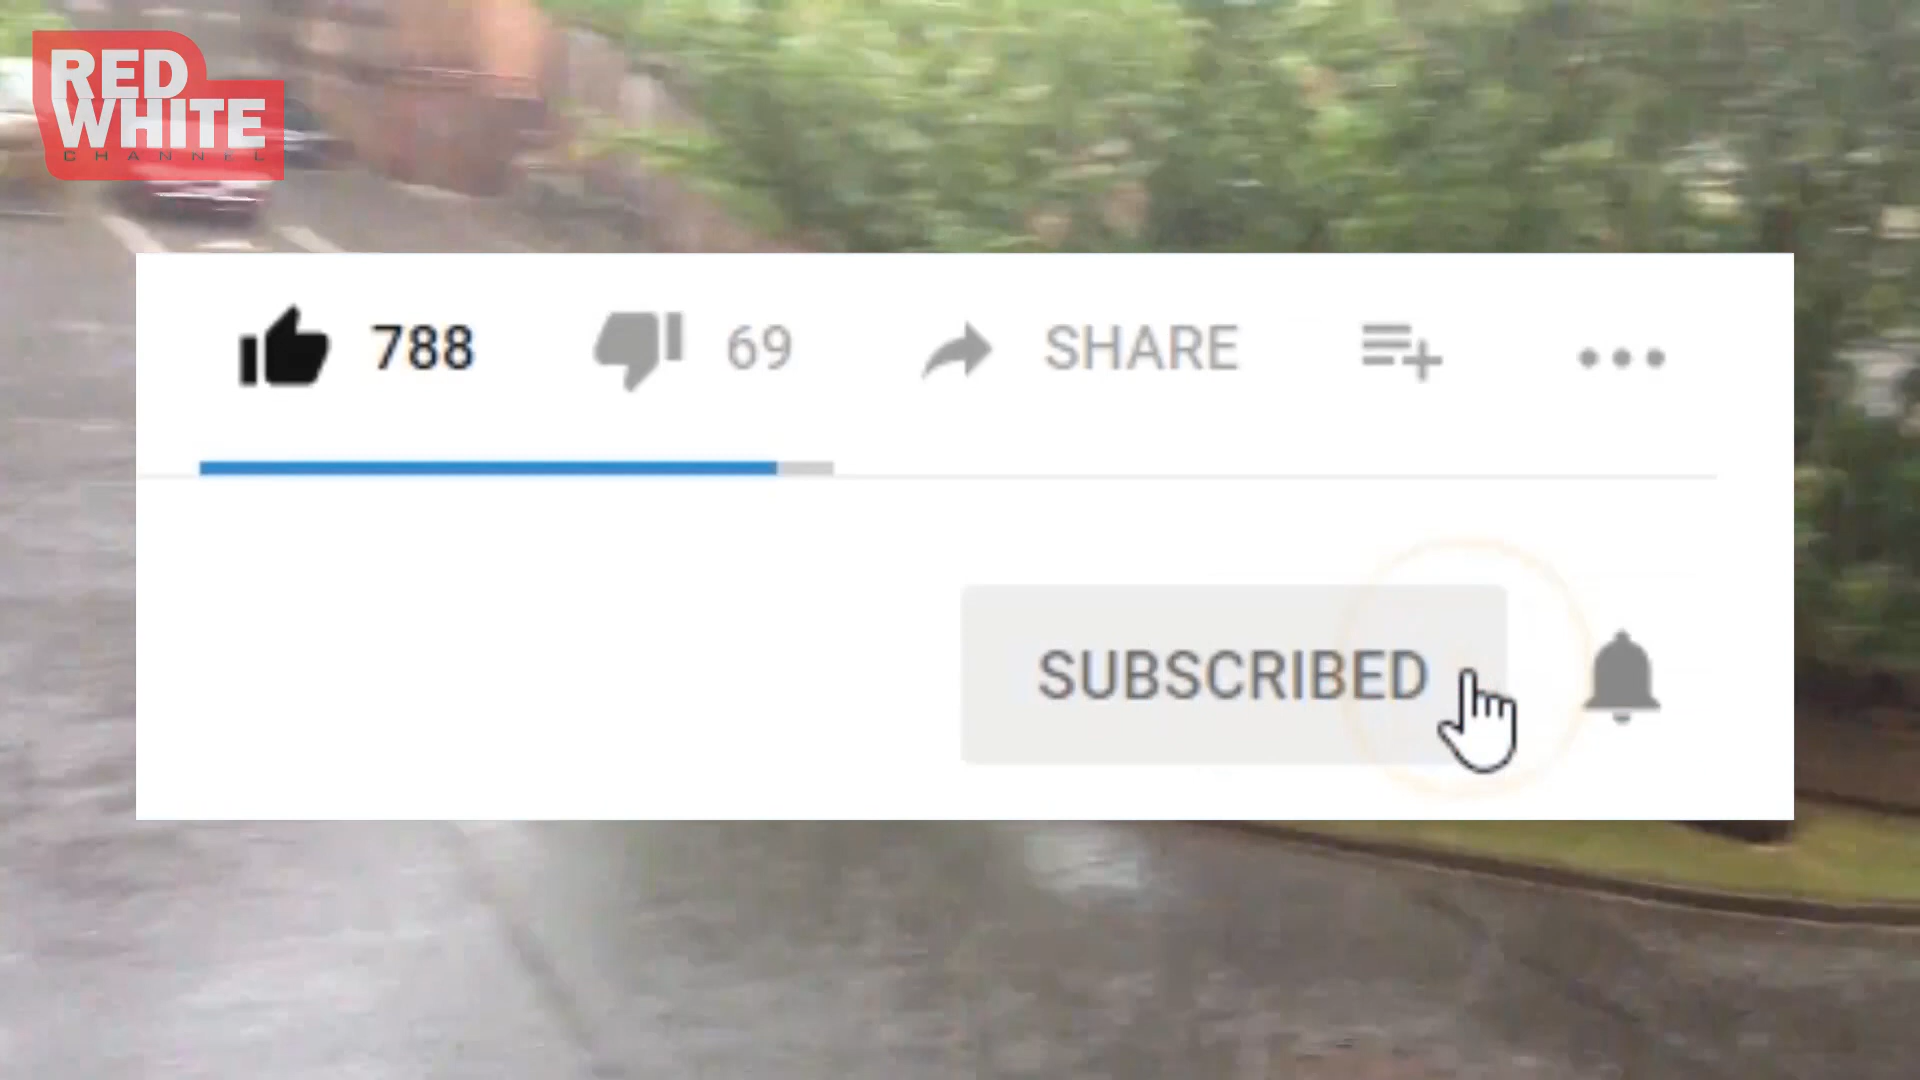 RED
WHITE
CHANNEL
788 69 SHARE
SUBSCRIBED